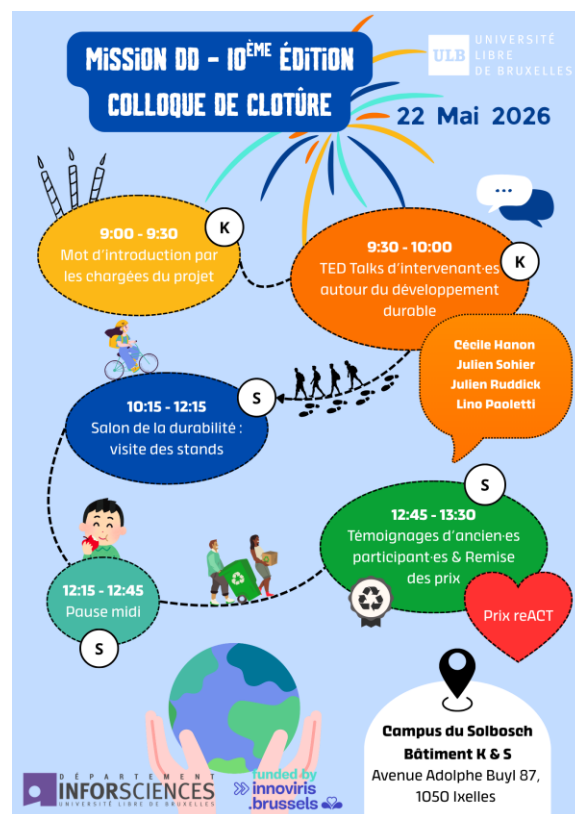 MISSION DD - 10ÈME ÉDITION
COLLOQUE DE CLOTÛRE
ULB
UNIVERSITÉ
LIBRE
DE BRUXELLES
22 Mai 2026
9:00 - 9:30
Mot d'introduction par
les chargées du projet
K
...
9:30 - 10:00
TED Talks d'intervenant·es
autour du développement
durable
K
Cécile Hanon
Julien Sohier
Julien Ruddick
Lino Paoletti
10:15 - 12:15
Salon de la durabilité :
visite des stands
S
12:15 - 12:45
Pause midi
S
12:45 - 13:30
Témoignages d'ancien·es
participant·es & Remise
des prix
S
Prix reACT
Campus du Solbosch
Bâtiment K & S
Avenue Adolphe Buyl 87,
1050 Ixelles
DÉPARTEMENT
INFORSCIENCES
UNIVERSITÉ LIBRE DE BRUXELLES
funded by
innoviris
.brussels